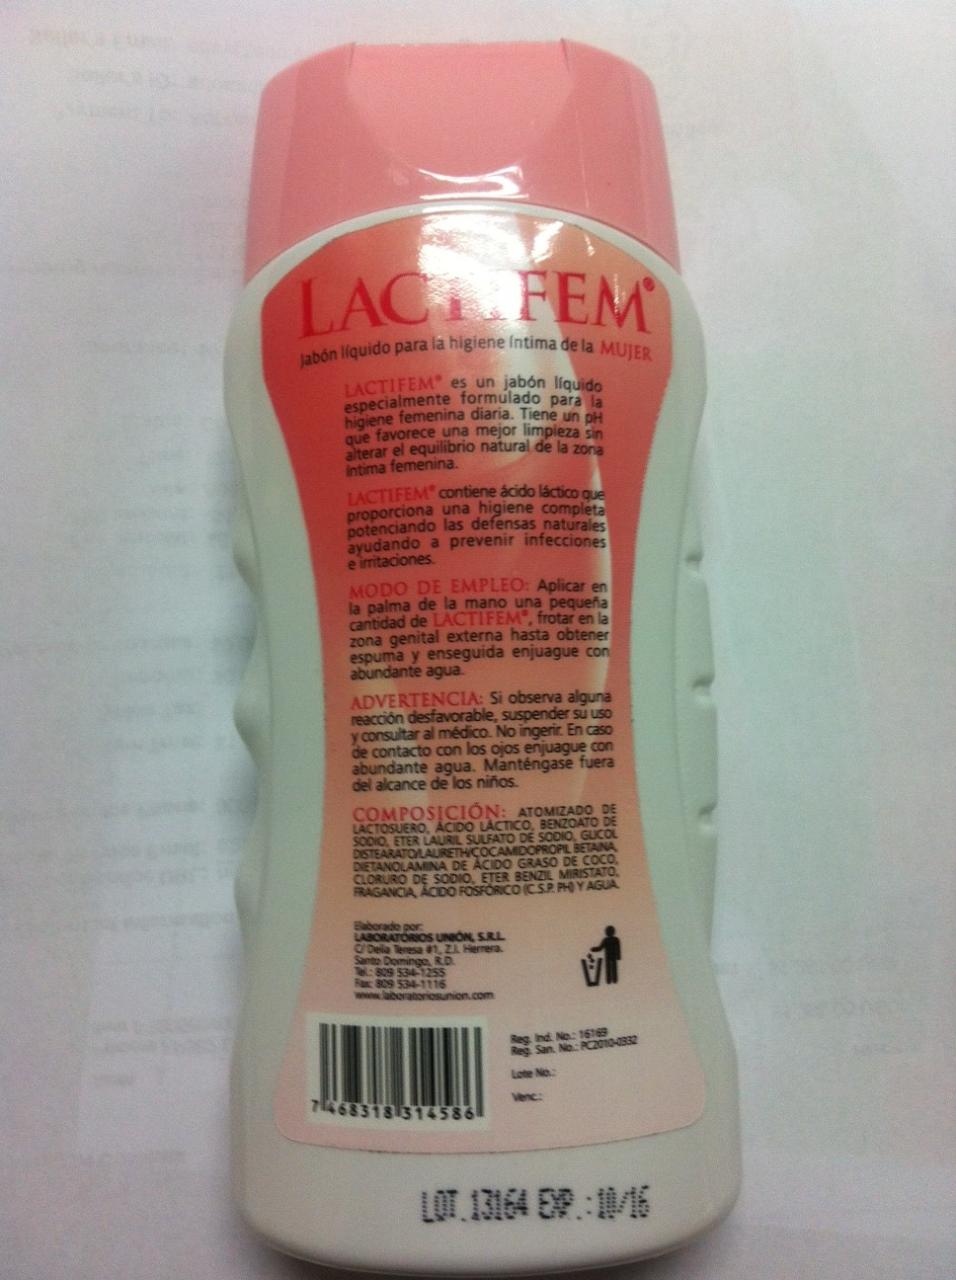 LACTIFEM®
Jabón líquido para la higiene íntima de la MUJER
LACTIFEM® es un jabón líquido
especialmente formulado para la
higiene femenina diaria. Tiene un pH
que favorece una mejor limpieza sin
alterar el equilibrio natural de la zona
íntima femenina.
LACTIFEM® contiene ácido láctico que
proporciona una higiene completa
potenciando las defensas naturales
ayudando a prevenir infecciones
e irritaciones.
MODO DE EMPLEO: Aplicar en
la palma de la mano una pequeña
cantidad de LACTIFEM®, frotar en la
zona genital externa hasta obtener
espuma y enseguida enjuague con
abundante agua.
ADVERTENCIA: Si observa alguna
reacción desfavorable, suspender su uso
y consultar al médico. No ingerir. En caso
de contacto con los ojos enjuague con
abundante agua. Manténgase fuera
del alcance de los niños.
COMPOSICIÓN: ATOMIZADO DE
LACTOSUERO, ÁCIDO LÁCTICO, BENZOATO DE
SODIO, ETER LAURIL SULFATO DE SODIO, GLICOL
DISTEARATO/LAURETH/COCAMIDOPROPIL BETAINA,
DIETANOLAMINA DE ÁCIDO GRASO DE COCO,
CLORURO DE SODIO, ETER BENZIL MIRISTATO,
FRAGANCIA, ÁCIDO FOSFÓRICO (C.S.P. PH) Y AGUA.
Elaborado por:
LABORATORIOS UNIÓN, S.R.L.
C/ Delia Teresa #1, Z.I. Herrera.
Santo Domingo, R.D.
Tel.: 809 534-1255
Fax: 809 534-1116
www.laboratoriosunion.com
Reg. Ind. No.: 16169
Reg. San. No.: PC2010-0332
Lote No.:
Venc.:
7 468318 314586
LOT. 13164 EXP. : 10/16